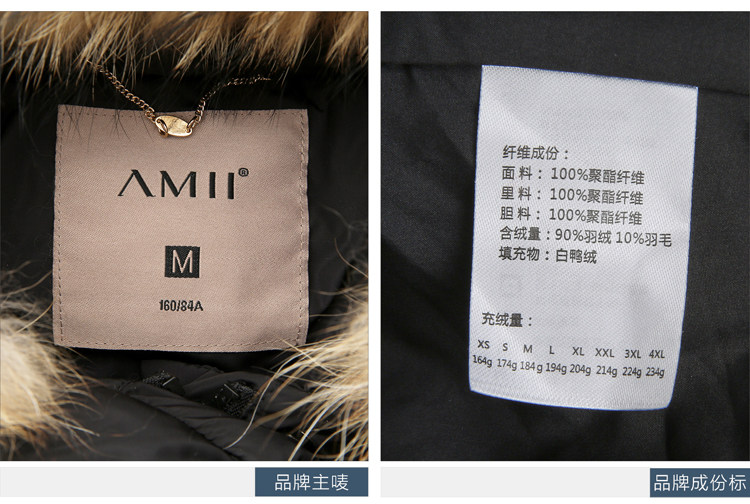 AMII®
M
160/84A
品牌主唛
纤维成份：
面料：100%聚酯纤维
里料：100%聚酯纤维
胆料：100%聚酯纤维
含绒量：90%羽绒 10%羽毛
填充物：白鸭绒
充绒量：
XS S M L XL XXL 3XL 4XL
164g 174g 184g 194g 204g 214g 224g 234g
品牌成份标